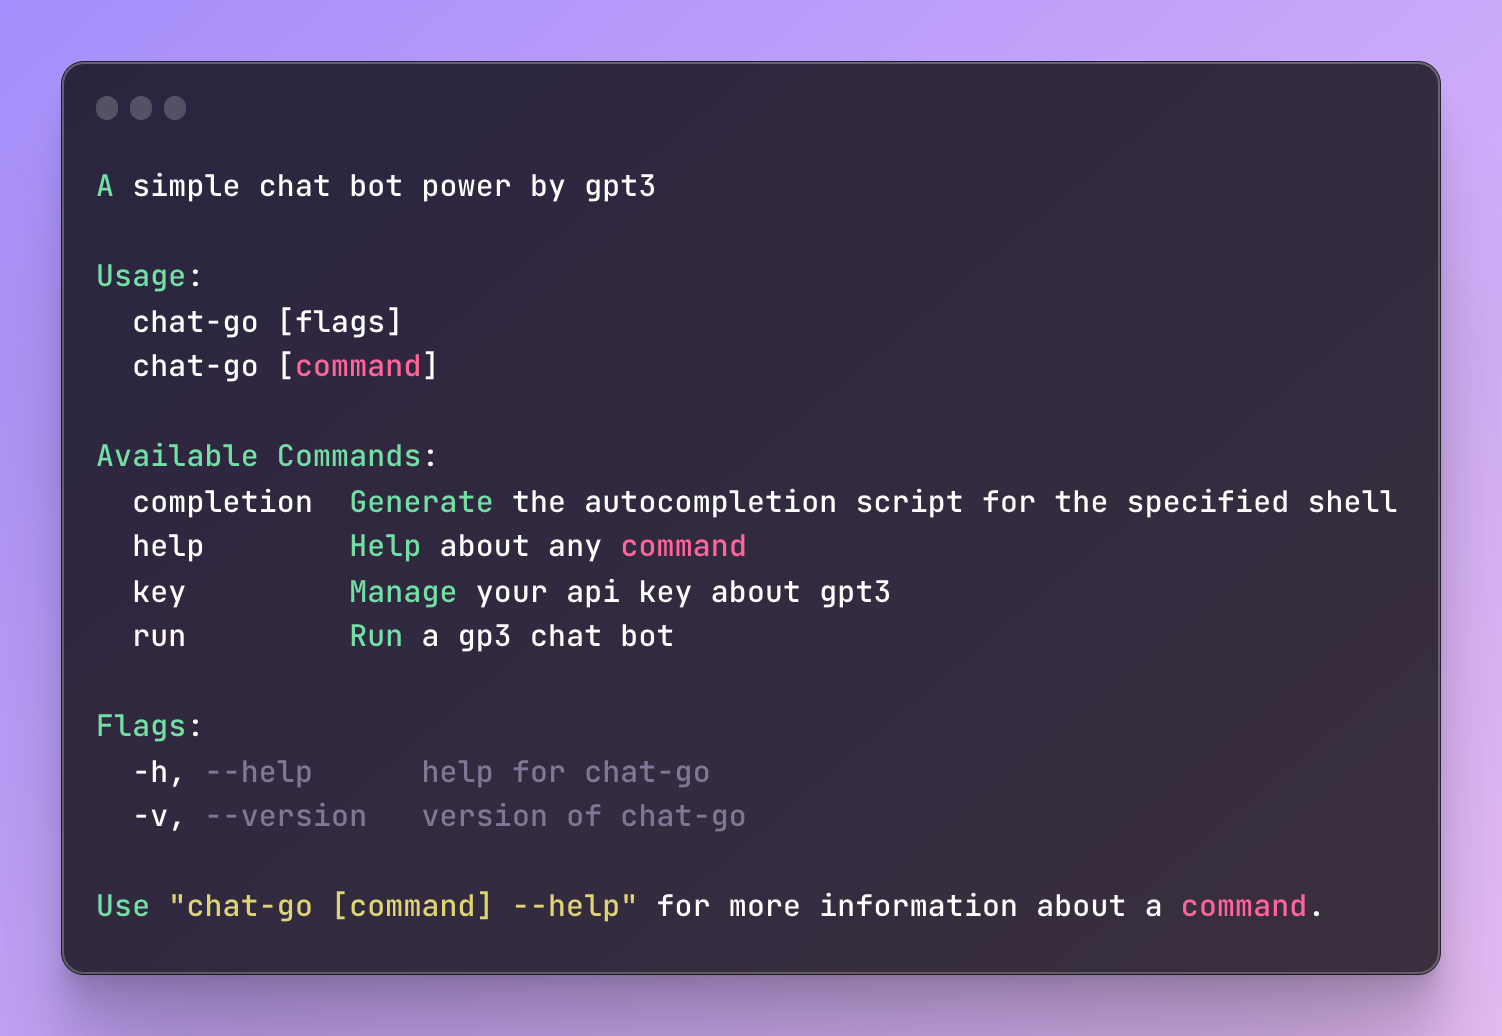 A simple chat bot power by gpt3
Usage:
chat-go [flags]
chat-go [command]
Available Commands:
completion  Generate the autocompletion script for the specified shell
help        Help about any command
key         Manage your api key about gpt3
run         Run a gp3 chat bot
Flags:
-h, --help      help for chat-go
-v, --version   version of chat-go
Use "chat-go [command] --help" for more information about a command.